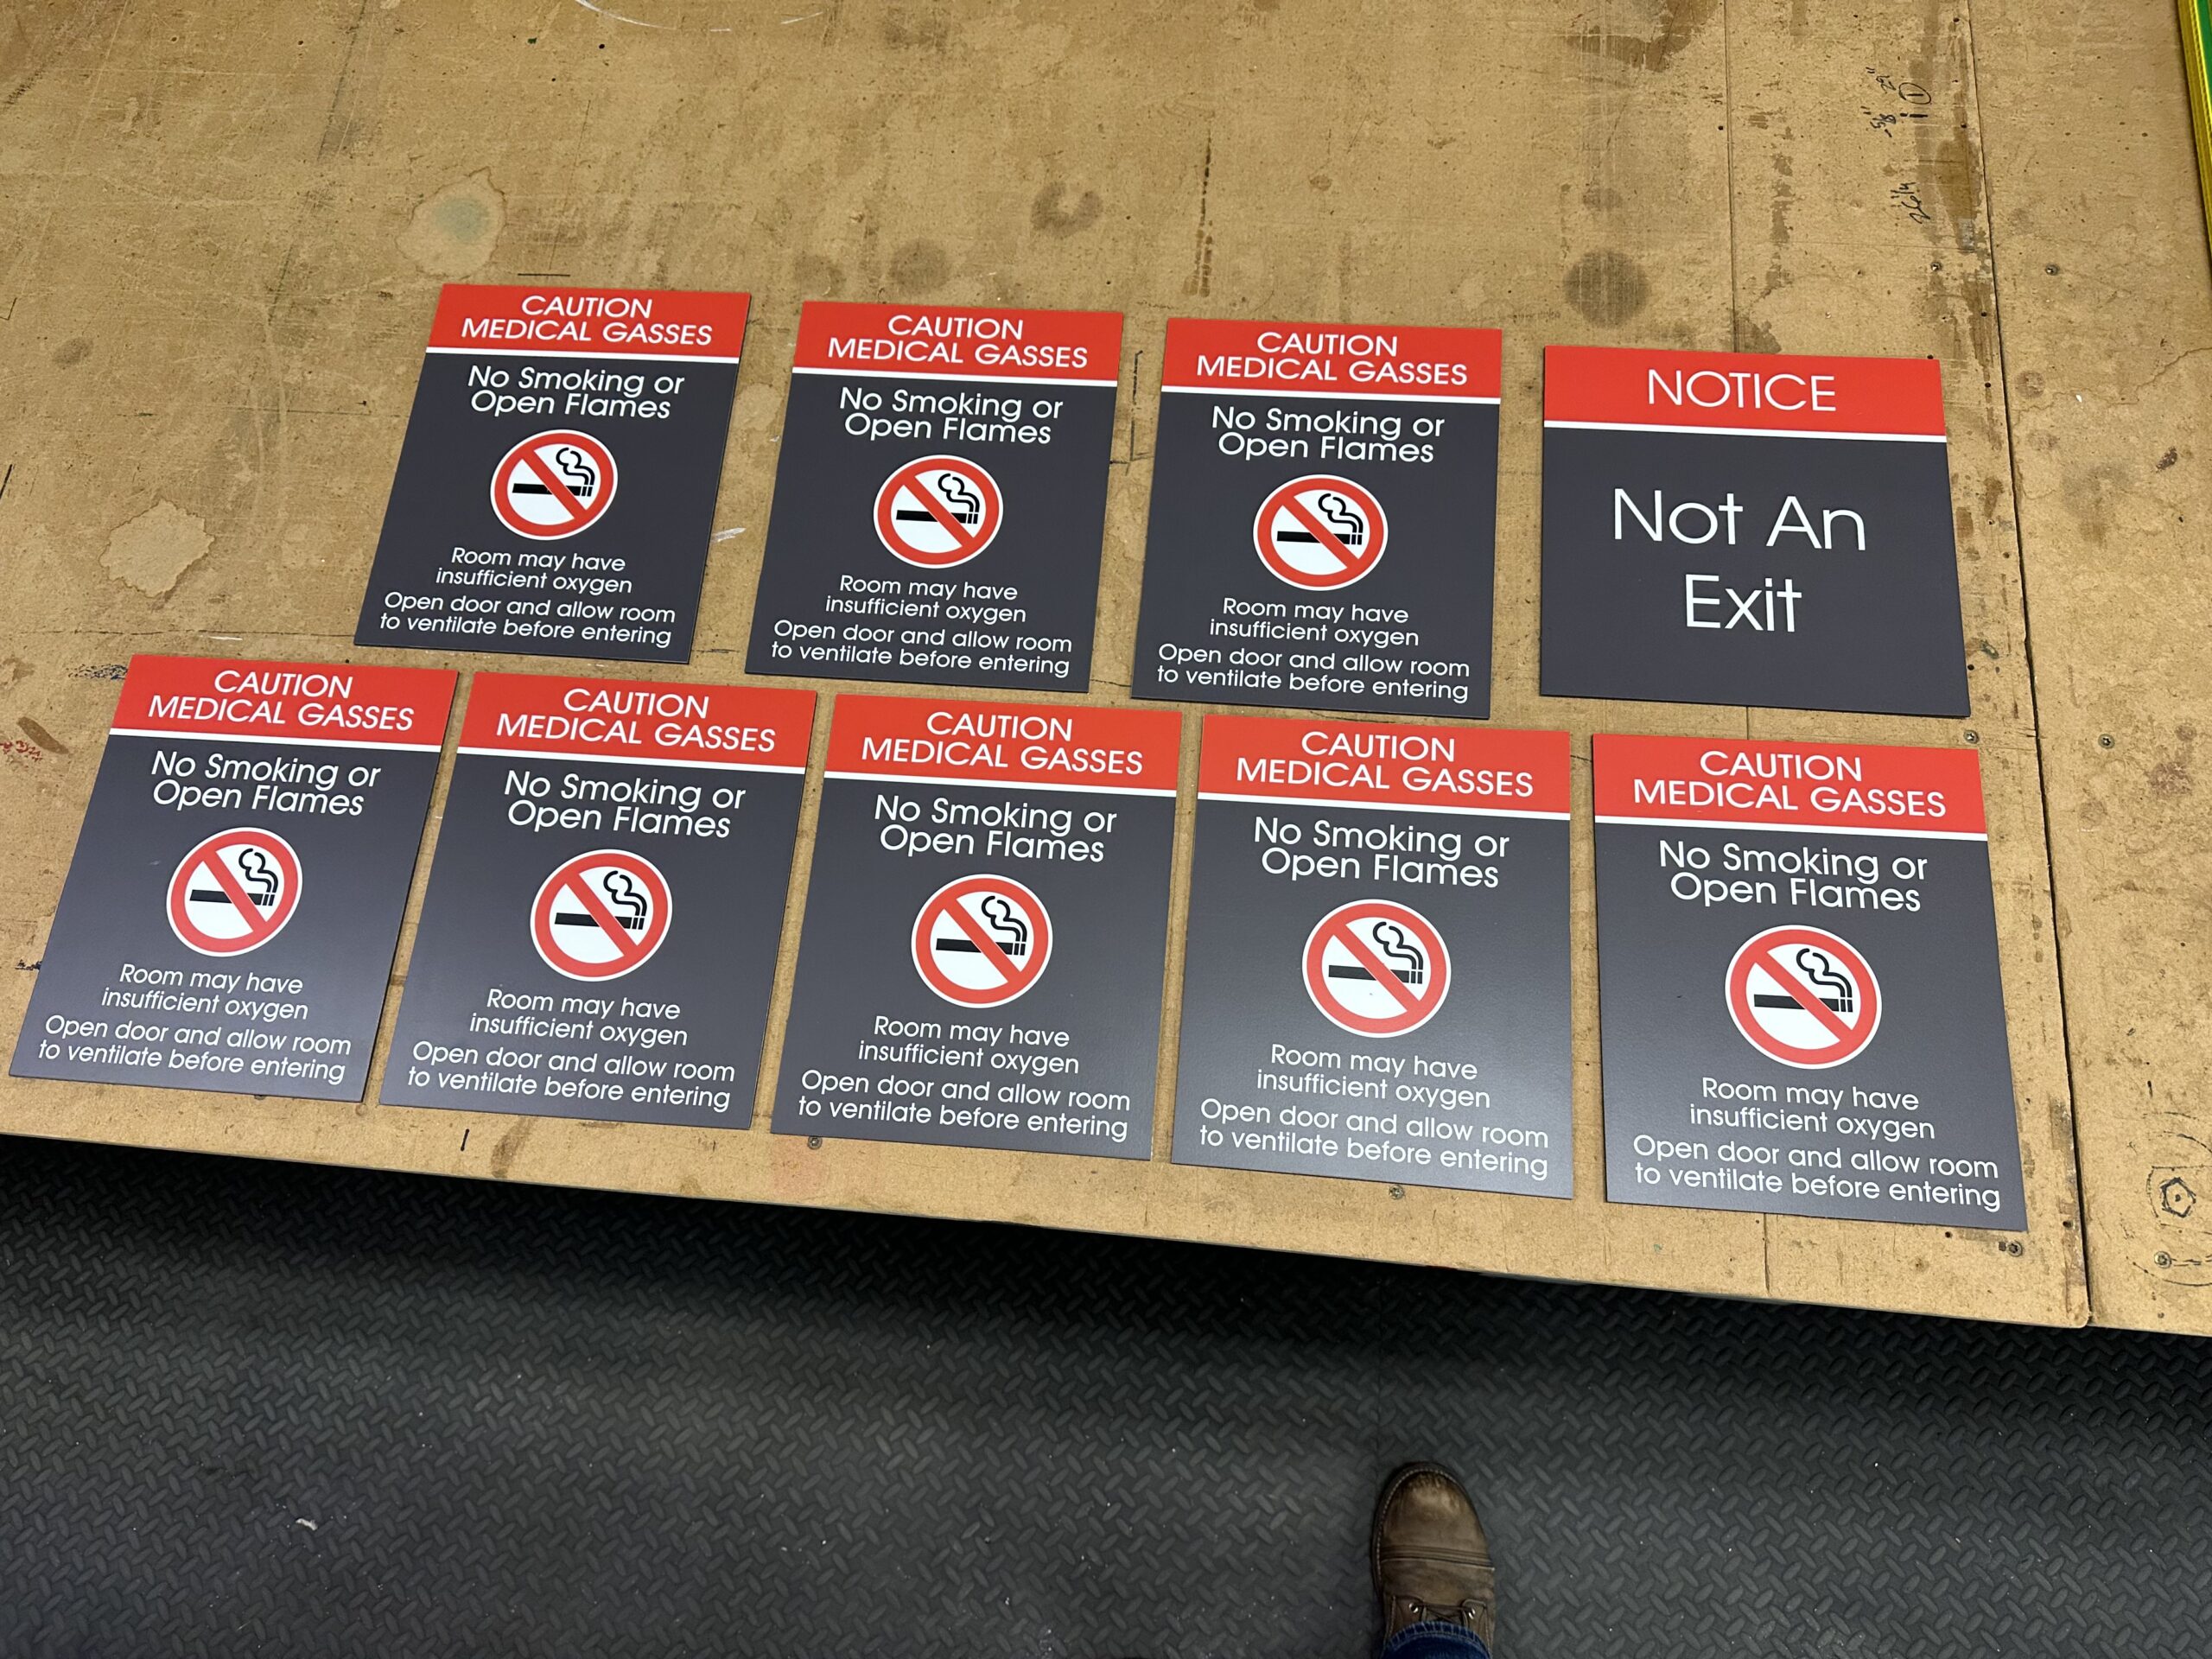 CAUTION
MEDICAL GASSES
No Smoking or
Open Flames
Room may have
insufficient oxygen
Open door and allow room
to ventilate before entering
CAUTION
MEDICAL GASSES
No Smoking or
Open Flames
Room may have
insufficient oxygen
Open door and allow room
to ventilate before entering
CAUTION
MEDICAL GASSES
No Smoking or
Open Flames
Room may have
insufficient oxygen
Open door and allow room
to ventilate before entering
NOTICE
Not An
Exit
CAUTION
MEDICAL GASSES
No Smoking or
Open Flames
Room may have
insufficient oxygen
Open door and allow room
to ventilate before entering
CAUTION
MEDICAL GASSES
No Smoking or
Open Flames
Room may have
insufficient oxygen
Open door and allow room
to ventilate before entering
CAUTION
MEDICAL GASSES
No Smoking or
Open Flames
Room may have
insufficient oxygen
Open door and allow room
to ventilate before entering
CAUTION
MEDICAL GASSES
No Smoking or
Open Flames
Room may have
insufficient oxygen
Open door and allow room
to ventilate before entering
CAUTION
MEDICAL GASSES
No Smoking or
Open Flames
Room may have
insufficient oxygen
Open door and allow room
to ventilate before entering